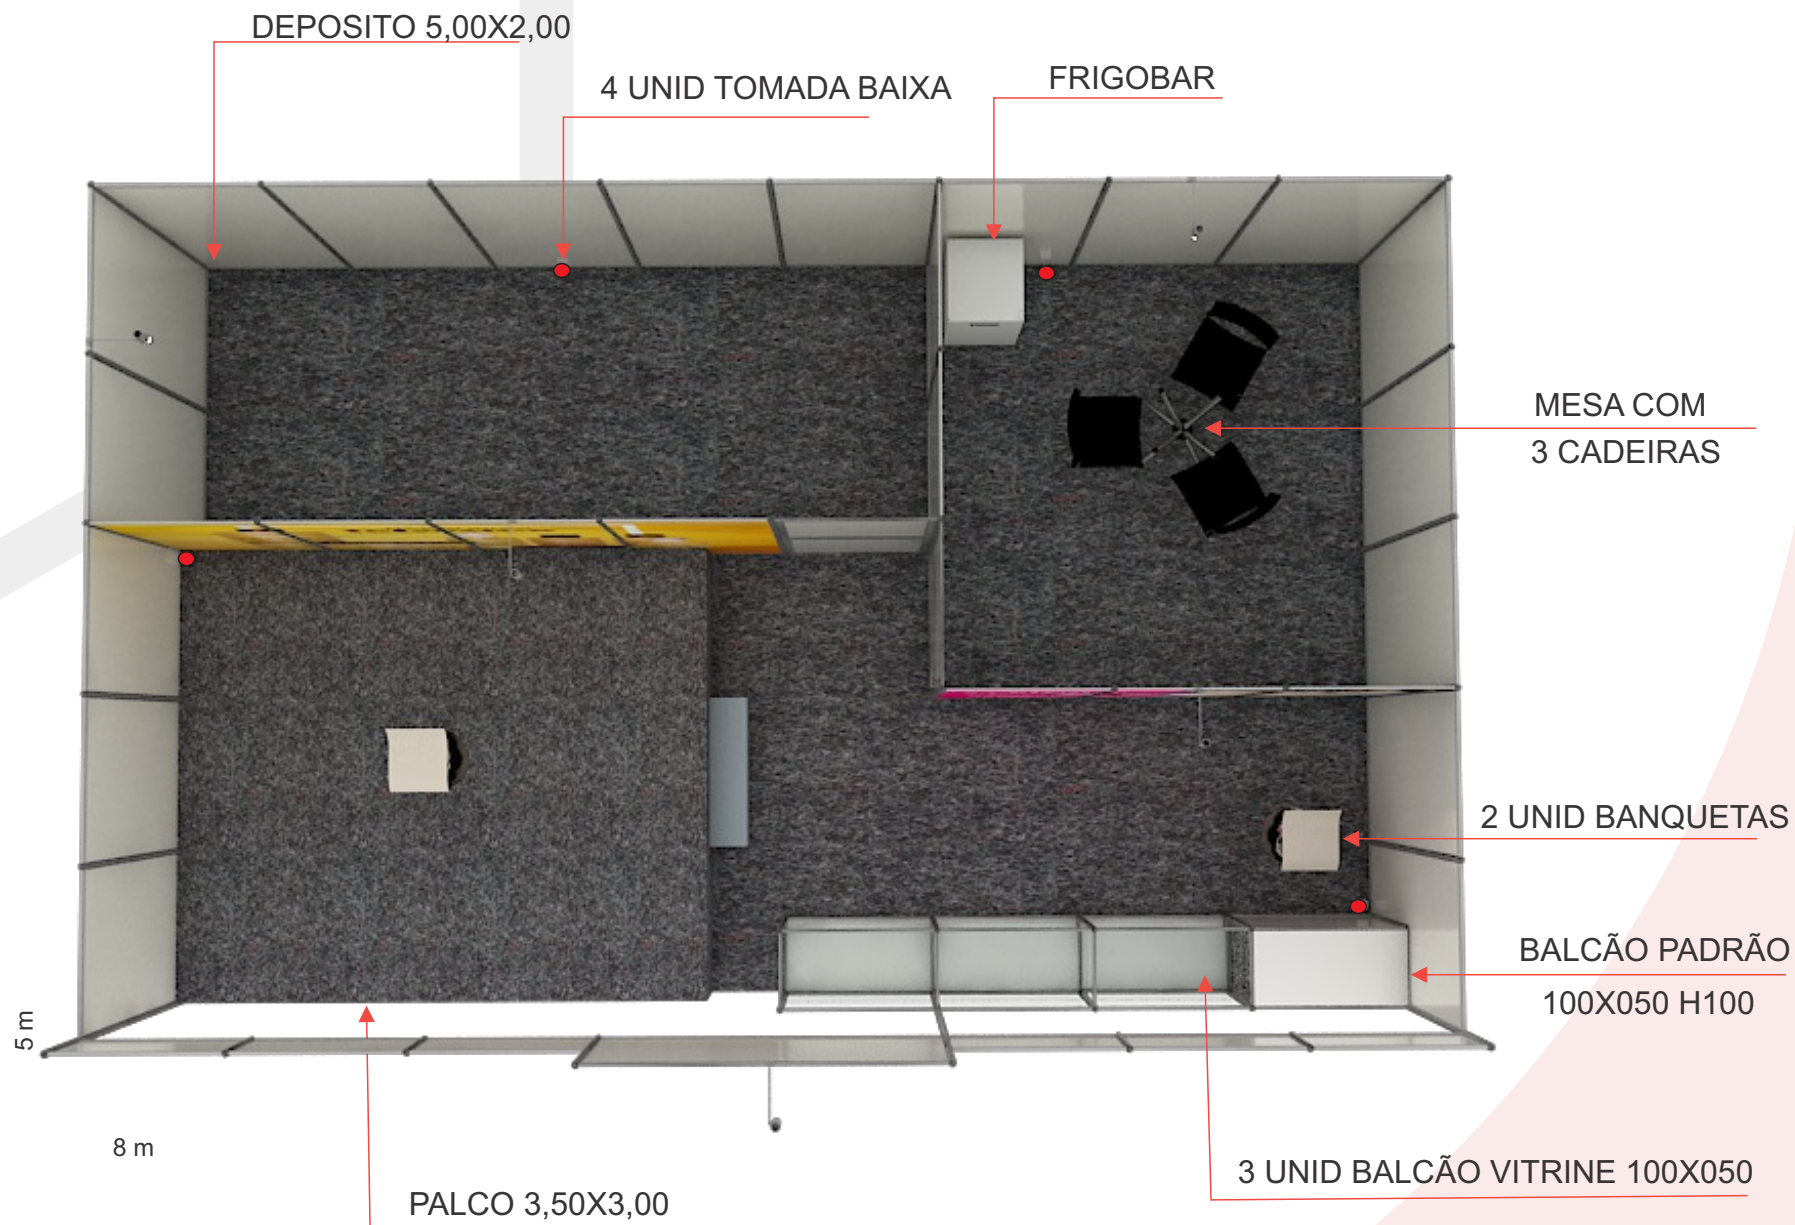 DEPOSITO 5,00X2,00
4 UNID TOMADA BAIXA
FRIGOBAR
MESA COM
3 CADEIRAS
2 UNID BANQUETAS
BALCÃO PADRÃO
100X050 H100
5 m
8 m
3 UNID BALCÃO VITRINE 100X050
PALCO 3,50X3,00